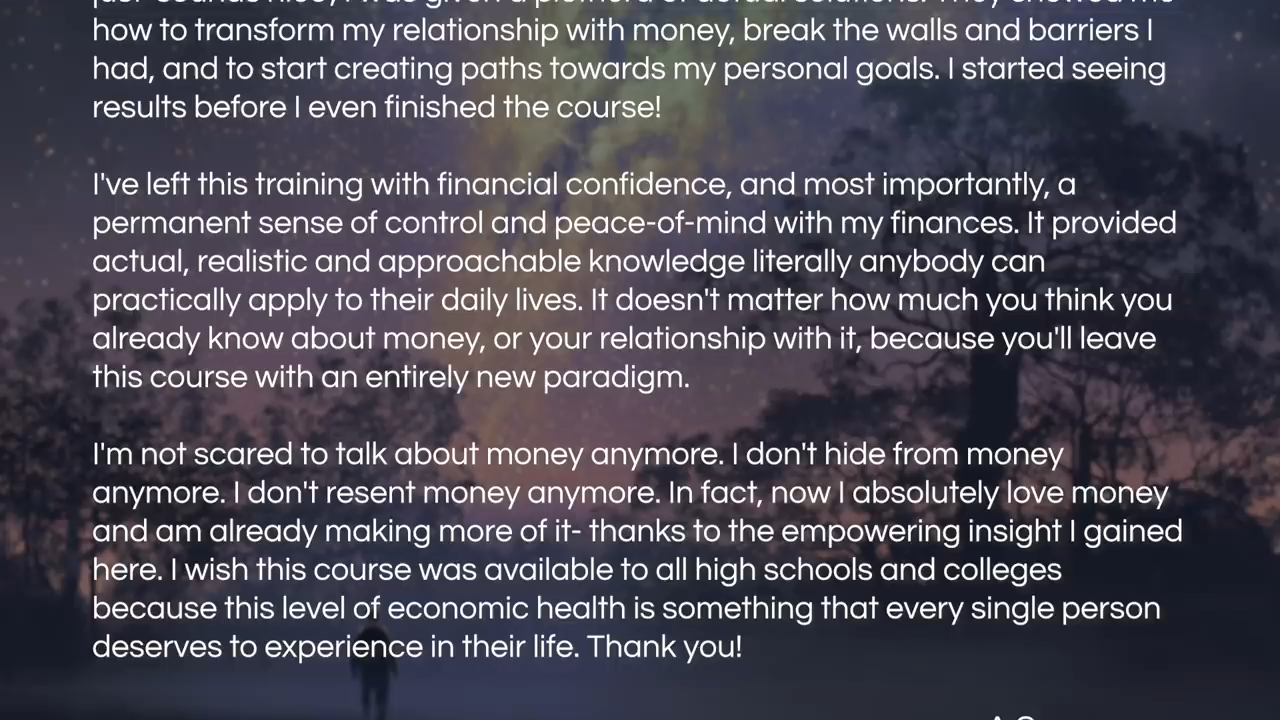 how to transform my relationship with money, break the walls and barriers I
had, and to start creating paths towards my personal goals. I started seeing
results before I even finished the course!
I've left this training with financial confidence, and most importantly, a
permanent sense of control and peace-of-mind with my finances. It provided
actual, realistic and approachable knowledge literally anybody can
practically apply to their daily lives. It doesn't matter how much you think you
already know about money, or your relationship with it, because you'll leave
this course with an entirely new paradigm.
I'm not scared to talk about money anymore. I don't hide from money
anymore. I don't resent money anymore. In fact, now I absolutely love money
and am already making more of it- thanks to the empowering insight I gained
here. I wish this course was available to all high schools and colleges
because this level of economic health is something that every single person
deserves to experience in their life. Thank you!